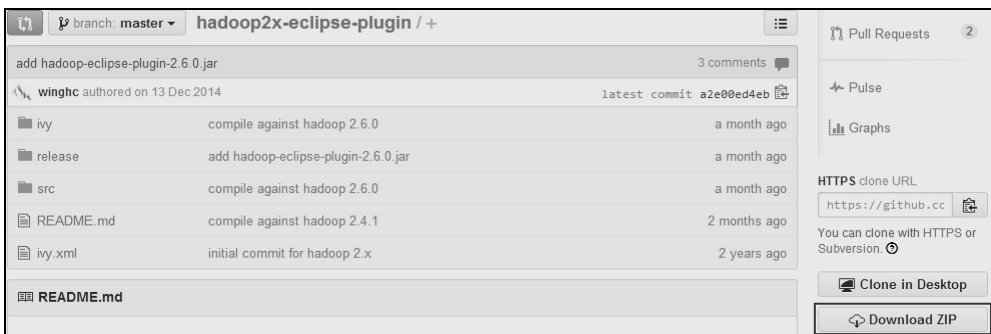 branch: master hadoop2x-eclipse-plugin / +
add hadoop-eclipse-plugin-2.6.0.jar 3 comments
winghc authored on 13 Dec 2014 latest commit a2e00ed4eb
ivy compile against hadoop 2.6.0 a month ago
release add hadoop-eclipse-plugin-2.6.0.jar a month ago
src compile against hadoop 2.6.0 a month ago
README.md compile against hadoop 2.4.1 2 months ago
ivy.xml initial commit for hadoop 2.x 2 years ago
README.md
Pull Requests 2
Pulse
Graphs
HTTPS clone URL
https://github.cc
You can clone with HTTPS or
Subversion.
Clone in Desktop
Download ZIP